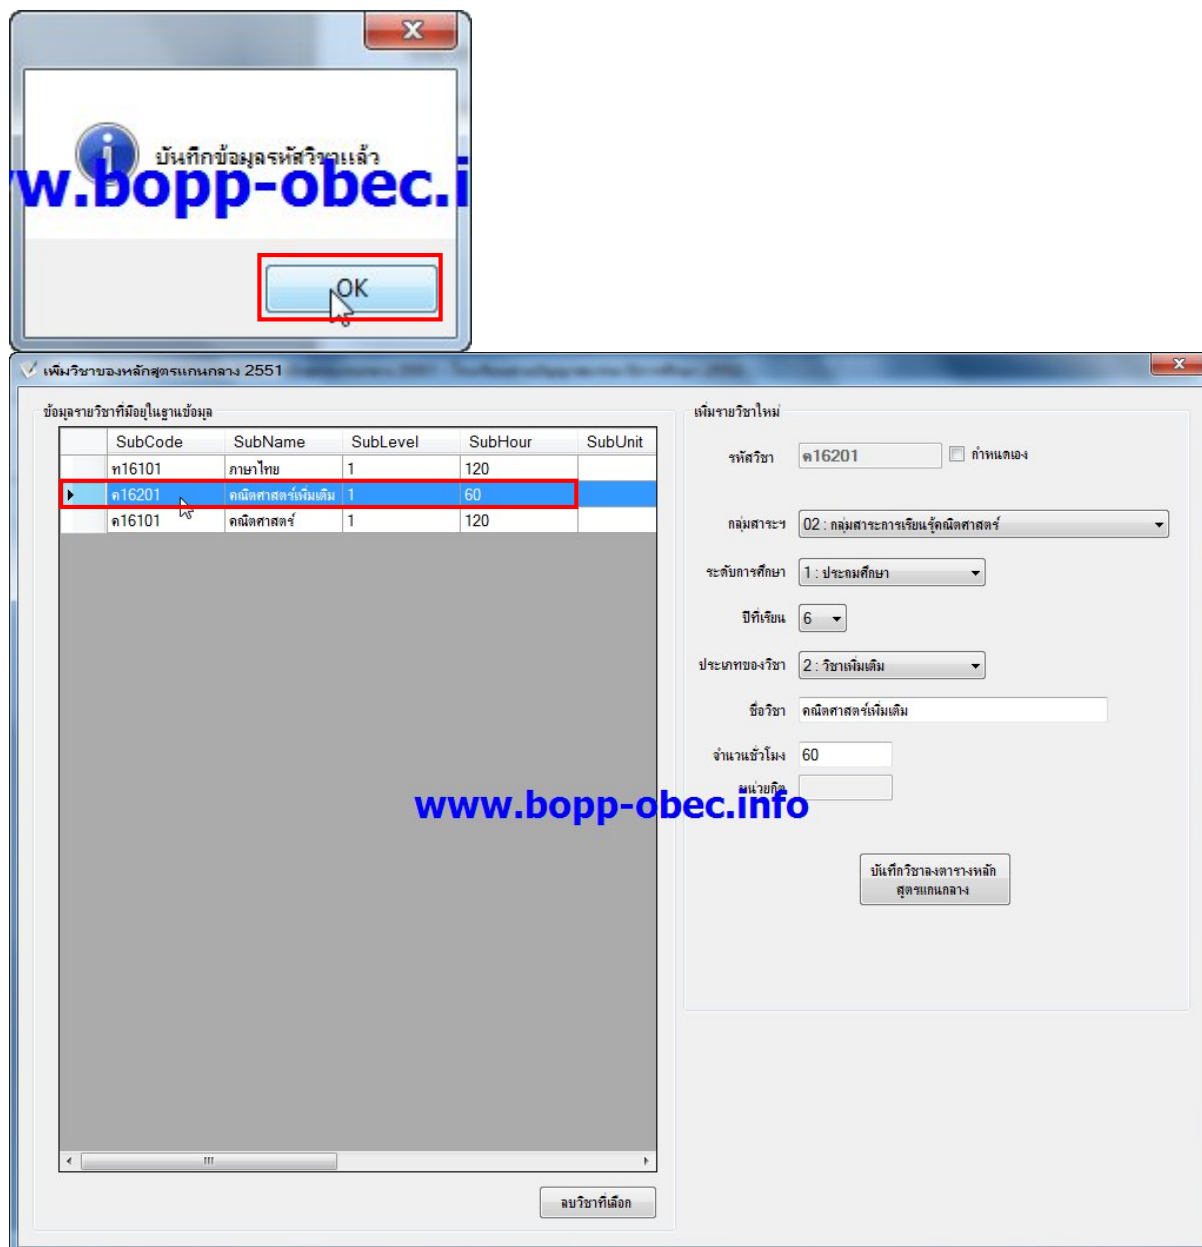 บันทึกข้อมูลรหัสวิชาแล้ว
w.bopp-obec.i
OK
เพิ่มวิชาของหลักสูตรแกนกลาง 2551
ข้อมูลรายวิชาที่มีอยู่ในฐานข้อมูล
SubCode SubName SubLevel SubHour SubUnit
ท16101 ภาษาไทย 1 120
ค16201 คณิตศาสตร์เพิ่มเติม 1 60
ค16101 คณิตศาสตร์ 1 120
ลบวิชาที่เลือก
เพิ่มรายวิชาใหม่
รหัสวิชา ค16201 กำหนดเอง
กลุ่มสาระฯ 02 : กลุ่มสาระการเรียนรู้คณิตศาสตร์
ระดับการศึกษา 1 : ประถมศึกษา
ปีที่เรียน 6
ประเภทของวิชา 2 : วิชาเพิ่มเติม
ชื่อวิชา คณิตศาสตร์เพิ่มเติม
จำนวนชั่วโมง 60
หน่วยกิต
www.bopp-obec.info
บันทึกวิชาลงตารางหลัก
สูตรแกนกลาง